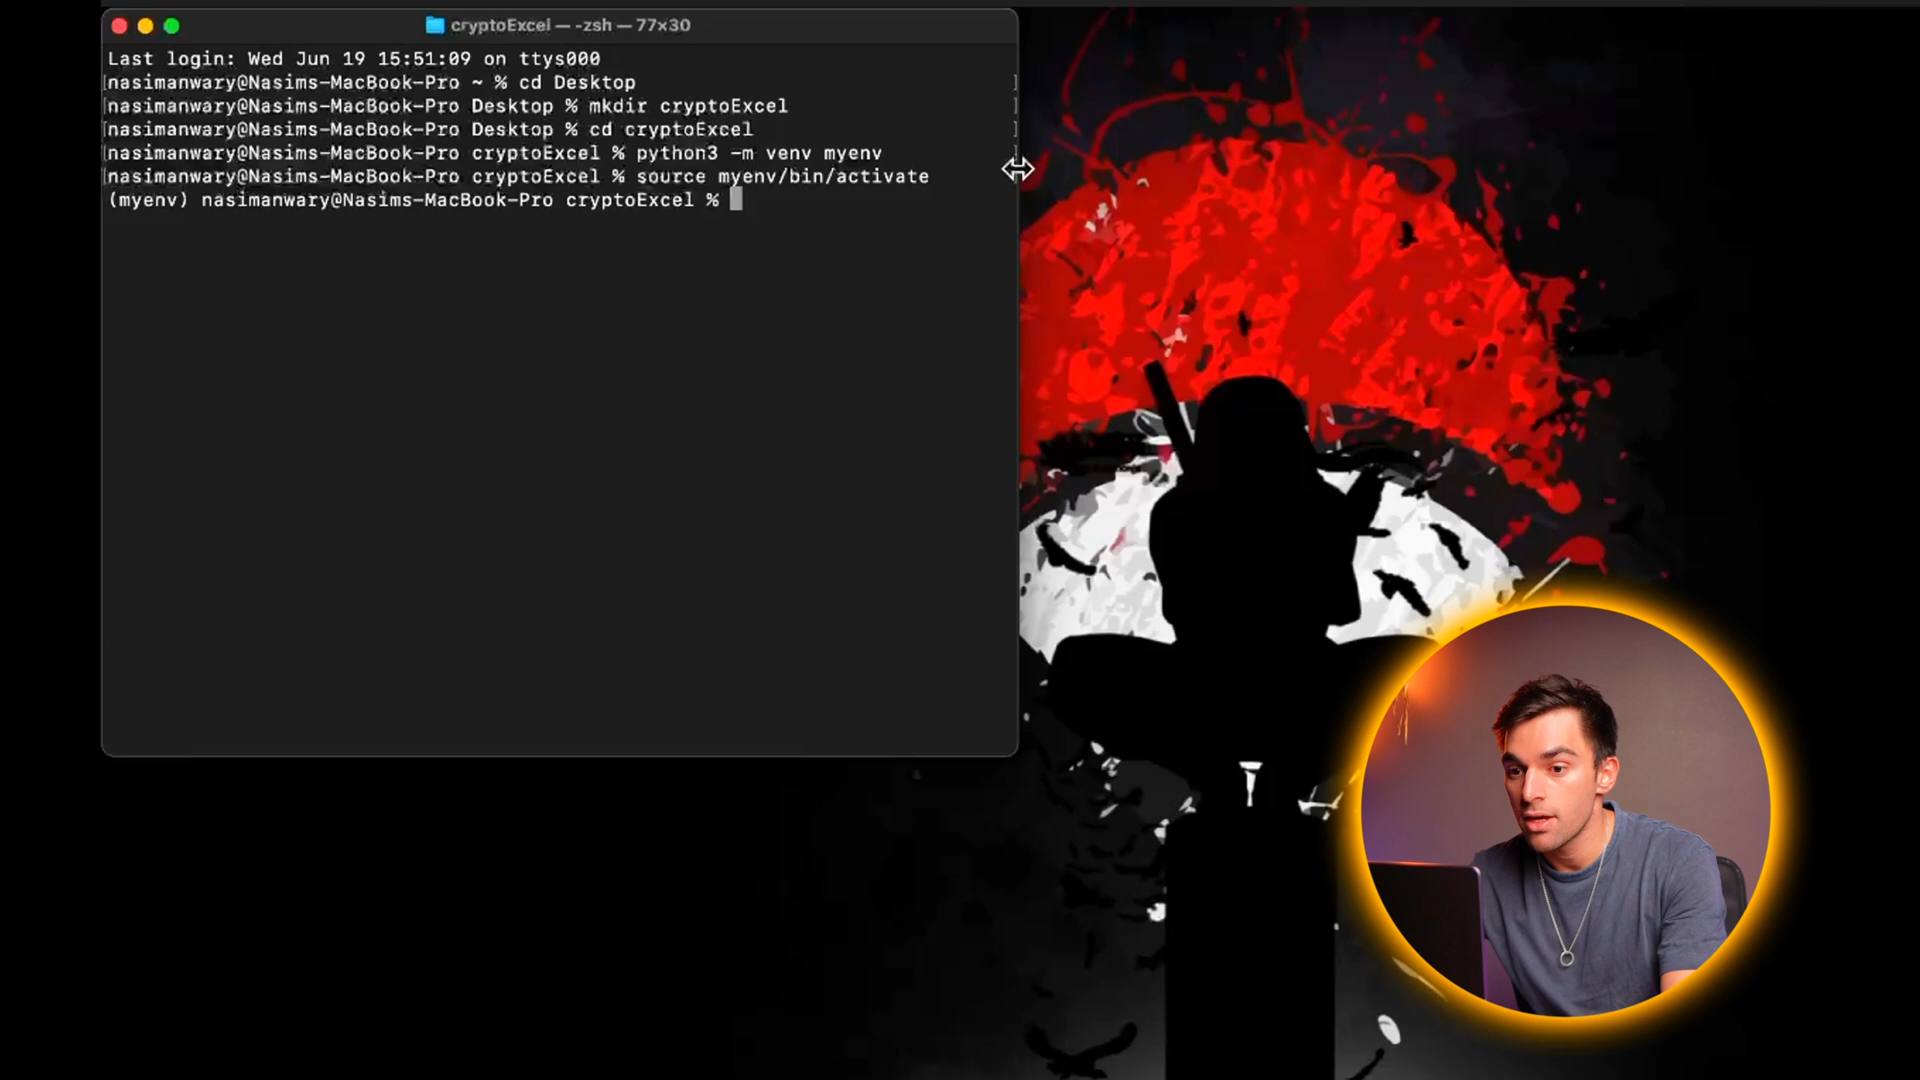 cryptoExcel — -zsh — 77×30
Last login: Wed Jun 19 15:51:09 on ttys000
[nasimanwary@Nasims-MacBook-Pro ~ % cd Desktop ]
[nasimanwary@Nasims-MacBook-Pro Desktop % mkdir cryptoExcel ]
[nasimanwary@Nasims-MacBook-Pro Desktop % cd cryptoExcel ]
[nasimanwary@Nasims-MacBook-Pro cryptoExcel % python3 -m venv myenv ]
[nasimanwary@Nasims-MacBook-Pro cryptoExcel % source myenv/bin/activate
(myenv) nasimanwary@Nasims-MacBook-Pro cryptoExcel %